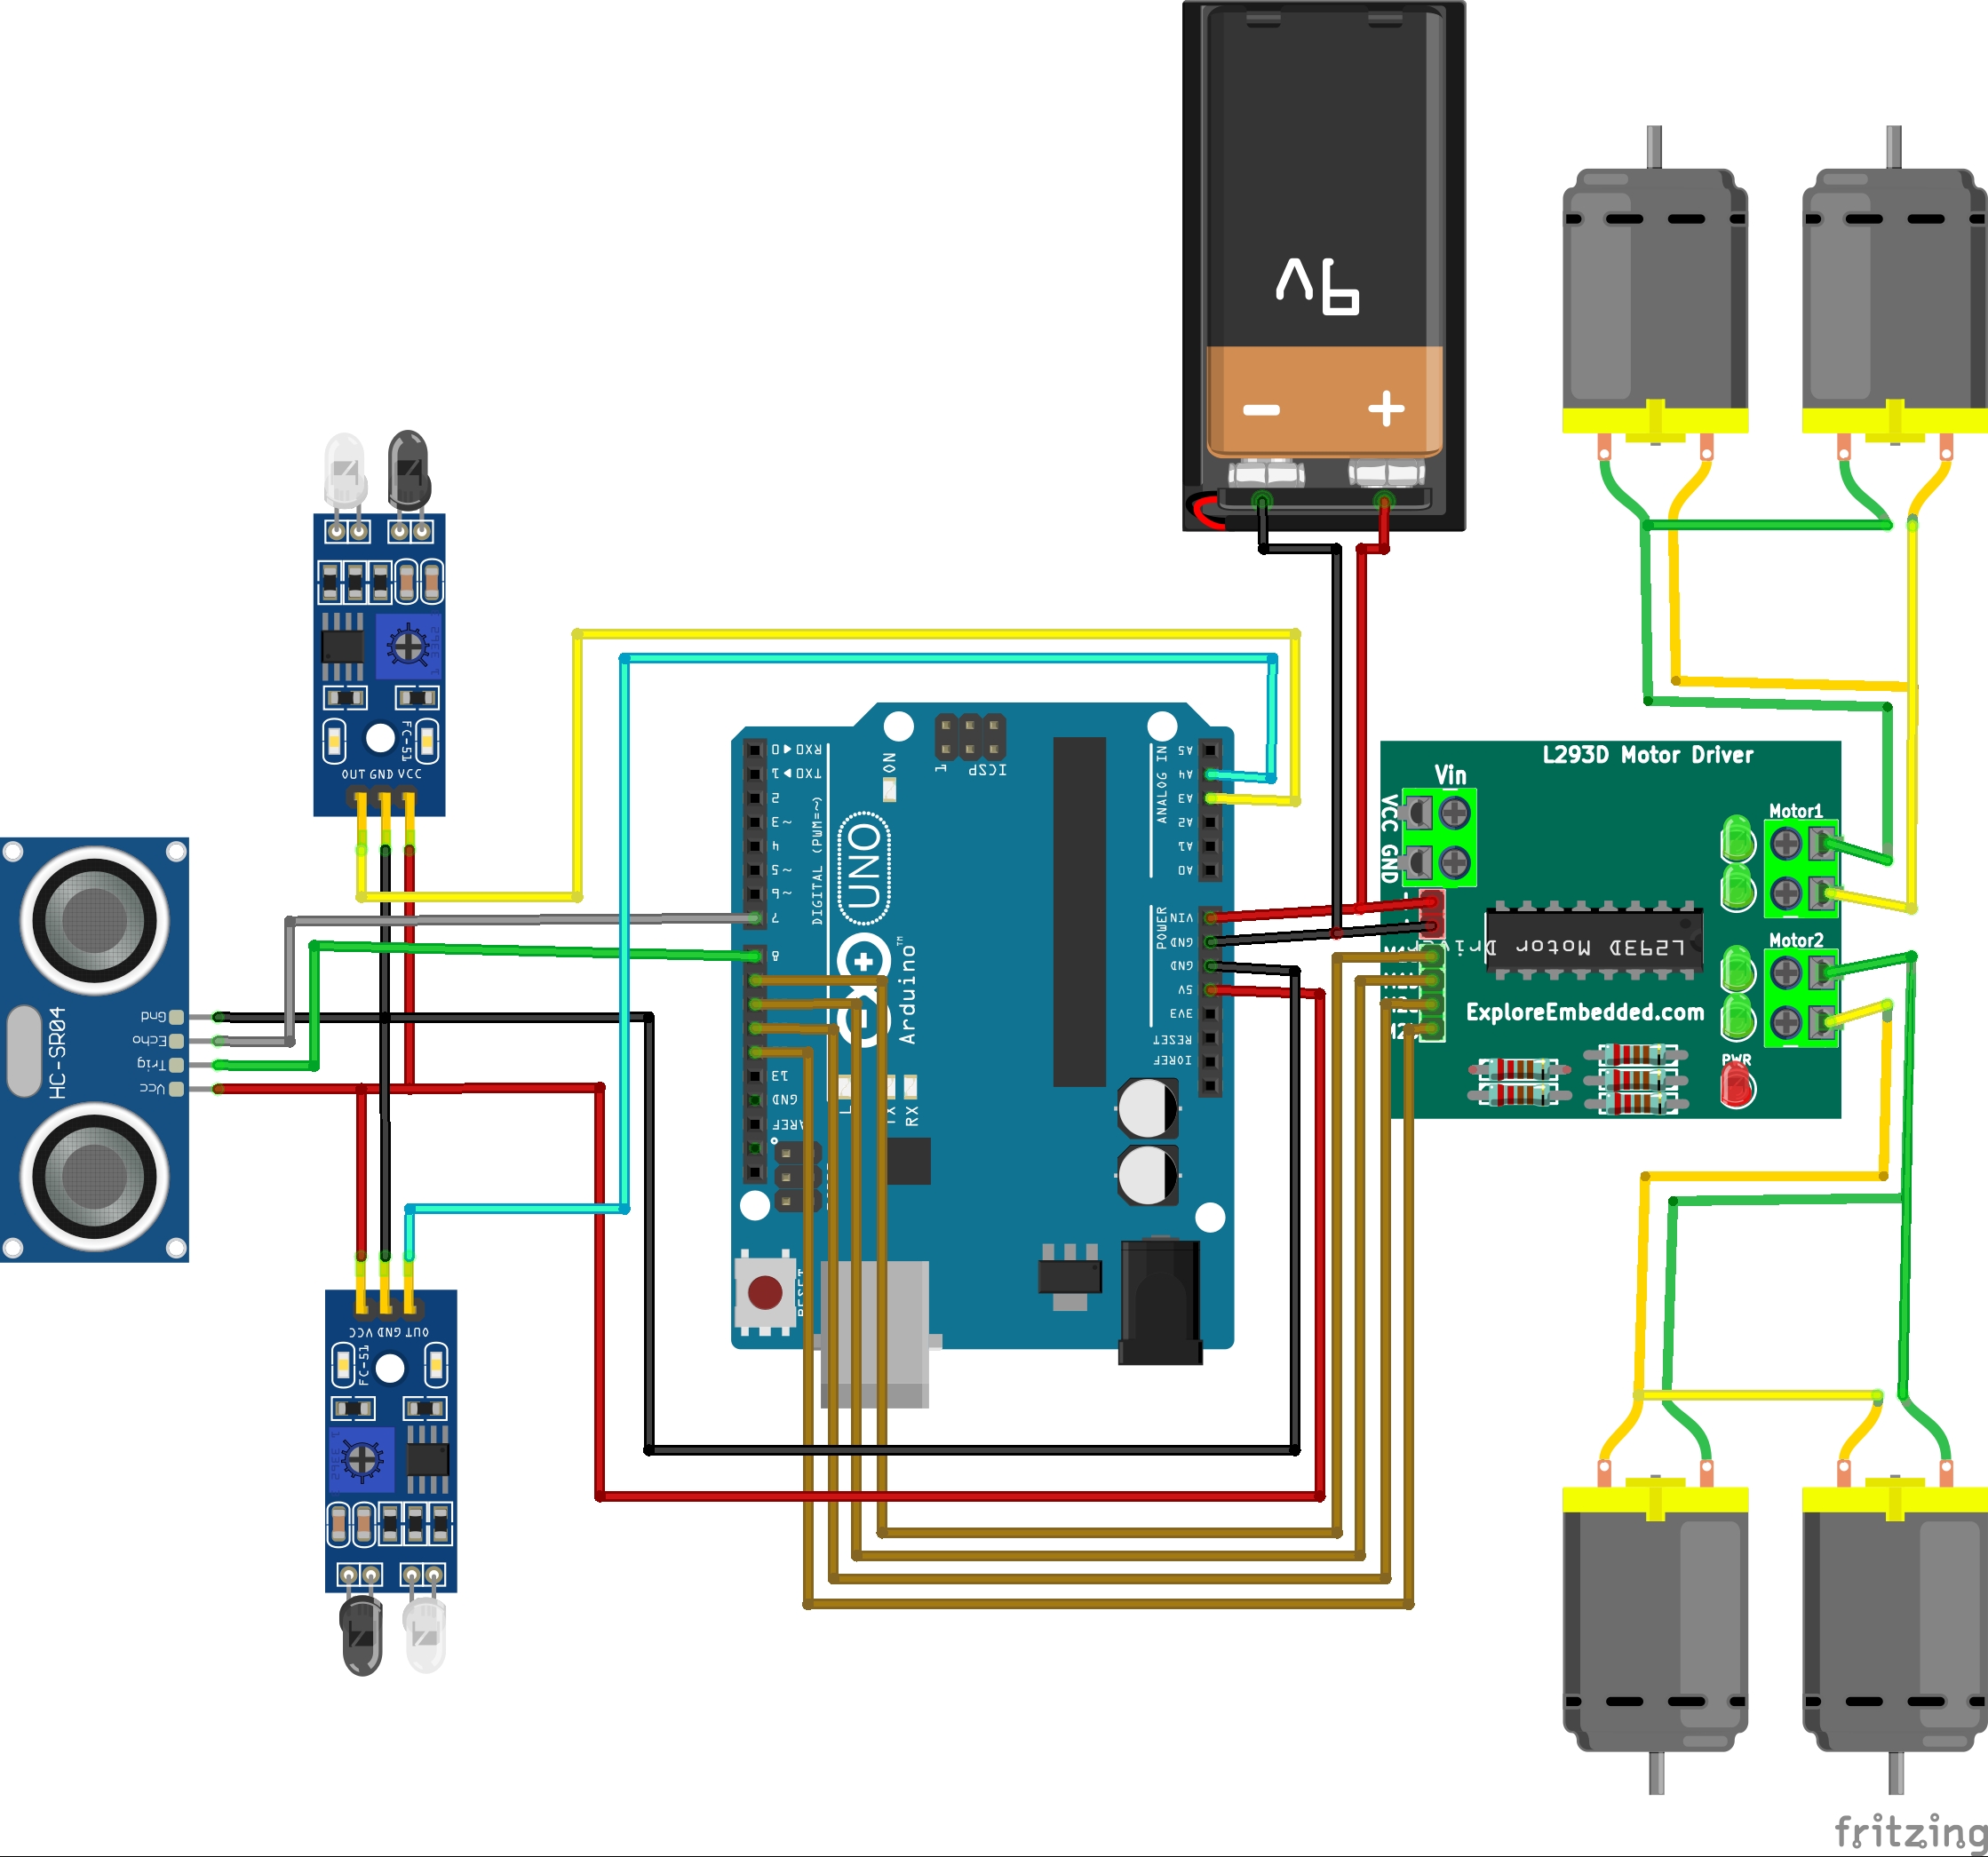 9V
- +
L293D Motor Driver
Vin
VCC
GND
Motor1
Motor2
L293D Motor Driver
ExploreEmbedded.com
PWR
OUT GND VCC
FC-51
HC-SR04
Gnd
Echo
Trig
Vcc
VCC GND OUT
FC-51
RX0 ◄ 0
TX0 ► 1
2
~3
4
~5
~6
7
8
13
GND
AREF
DIGITAL (PWM=~)
UNO
Arduino™
ON
ICSP
1
RX
RESET
ANALOG IN
A5
A4
A3
A2
A1
A0
POWER
VIN
GND
GND
5V
3V3
RESET
IOREF
fritzing